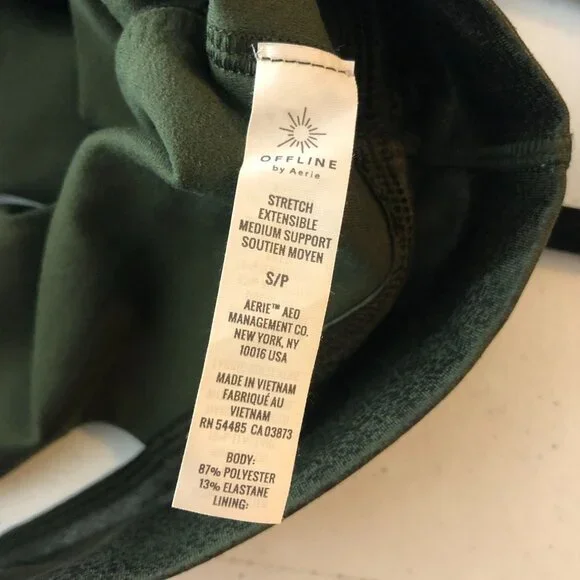 OFFLINE
by Aerie
STRETCH
EXTENSIBLE
MEDIUM SUPPORT
SOUTIEN MOYEN
S/P
AERIE™ AEO
MANAGEMENT CO.
NEW YORK, NY
10016 USA
MADE IN VIETNAM
FABRIQUÉ AU
VIETNAM
RN 54485 CA 03873
BODY:
87% POLYESTER
13% ELASTANE
LINING: